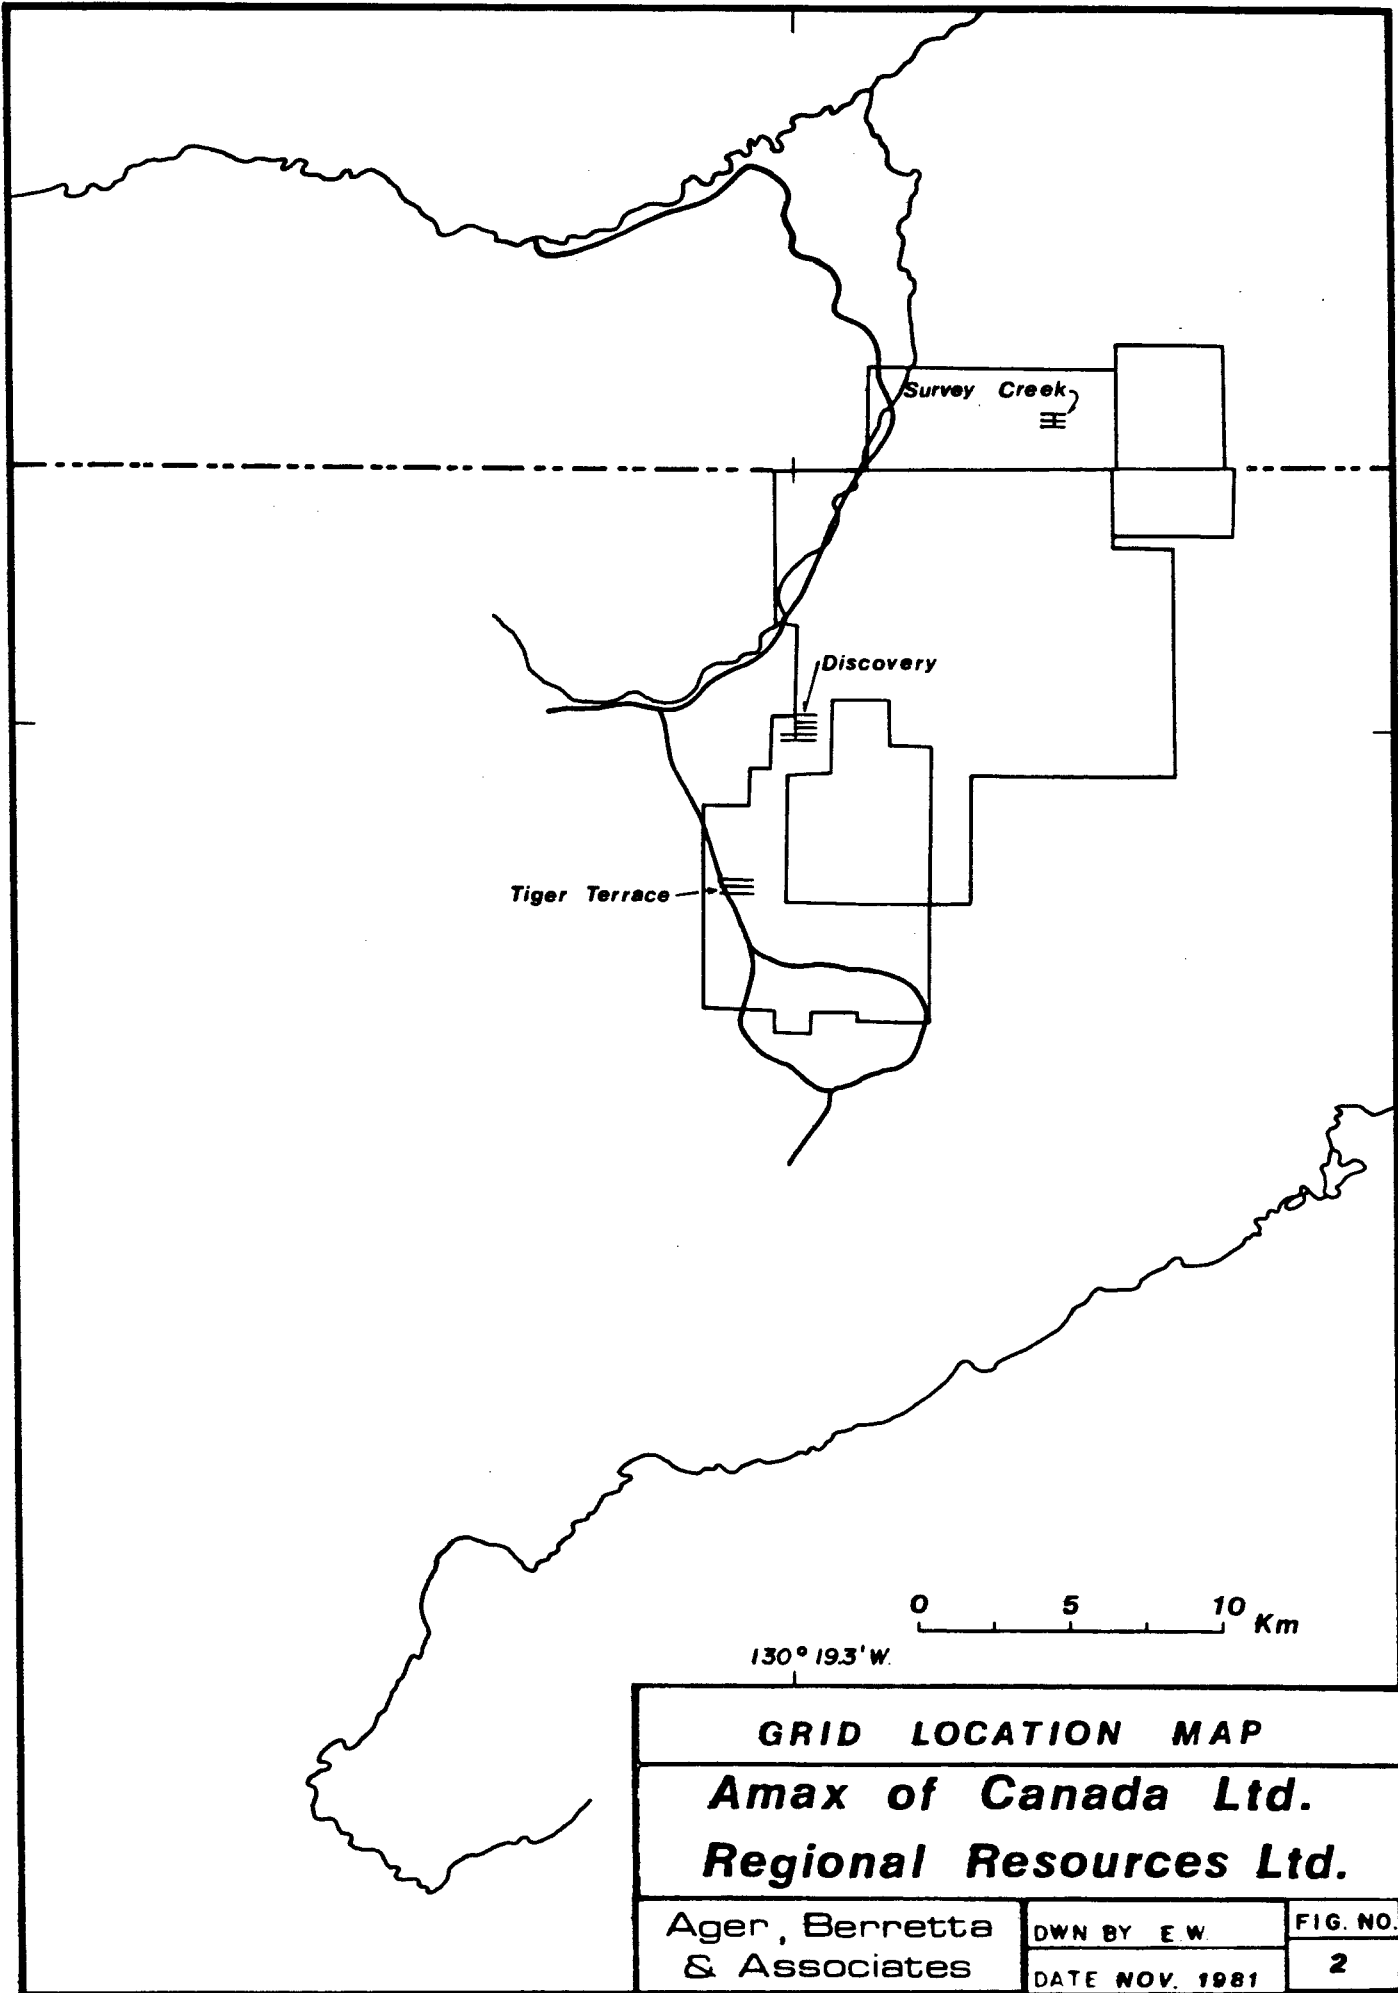 Survey Creek
Discovery
Tiger Terrace
0 5 10 Km
130° 19.3' W.
GRID LOCATION MAP
Amax of Canada Ltd.
Regional Resources Ltd.
Ager, Berretta
& Associates
DWN BY E.W.
DATE NOV. 1981
FIG. NO.
2